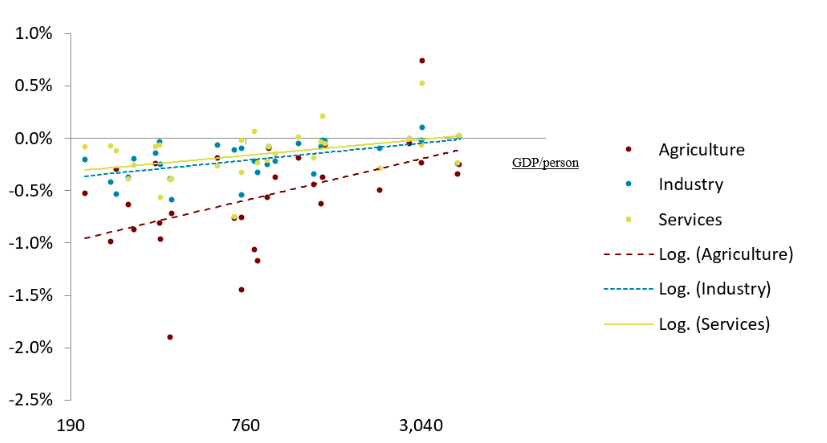 1.0%
0.5%
0.0%
-0.5%
-1.0%
-1.5%
-2.0%
-2.5%
190
760
3,040
GDP/person
Agriculture
Industry
Services
Log. (Agriculture)
Log. (Industry)
Log. (Services)